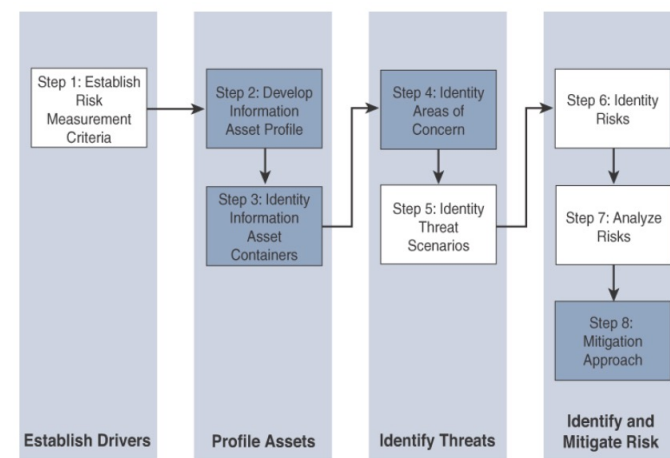 Step 1: Establish
Risk
Measurement
Criteria
Step 2: Develop
Information
Asset Profile
Step 3: Identity
Information
Asset
Containers
Step 4: Identity
Areas of
Concern
Step 5: Identity
Threat
Scenarios
Step 6: Identity
Risks
Step 7: Analyze
Risks
Step 8:
Mitigation
Approach
Establish Drivers
Profile Assets
Identify Threats
Identify and
Mitigate Risk